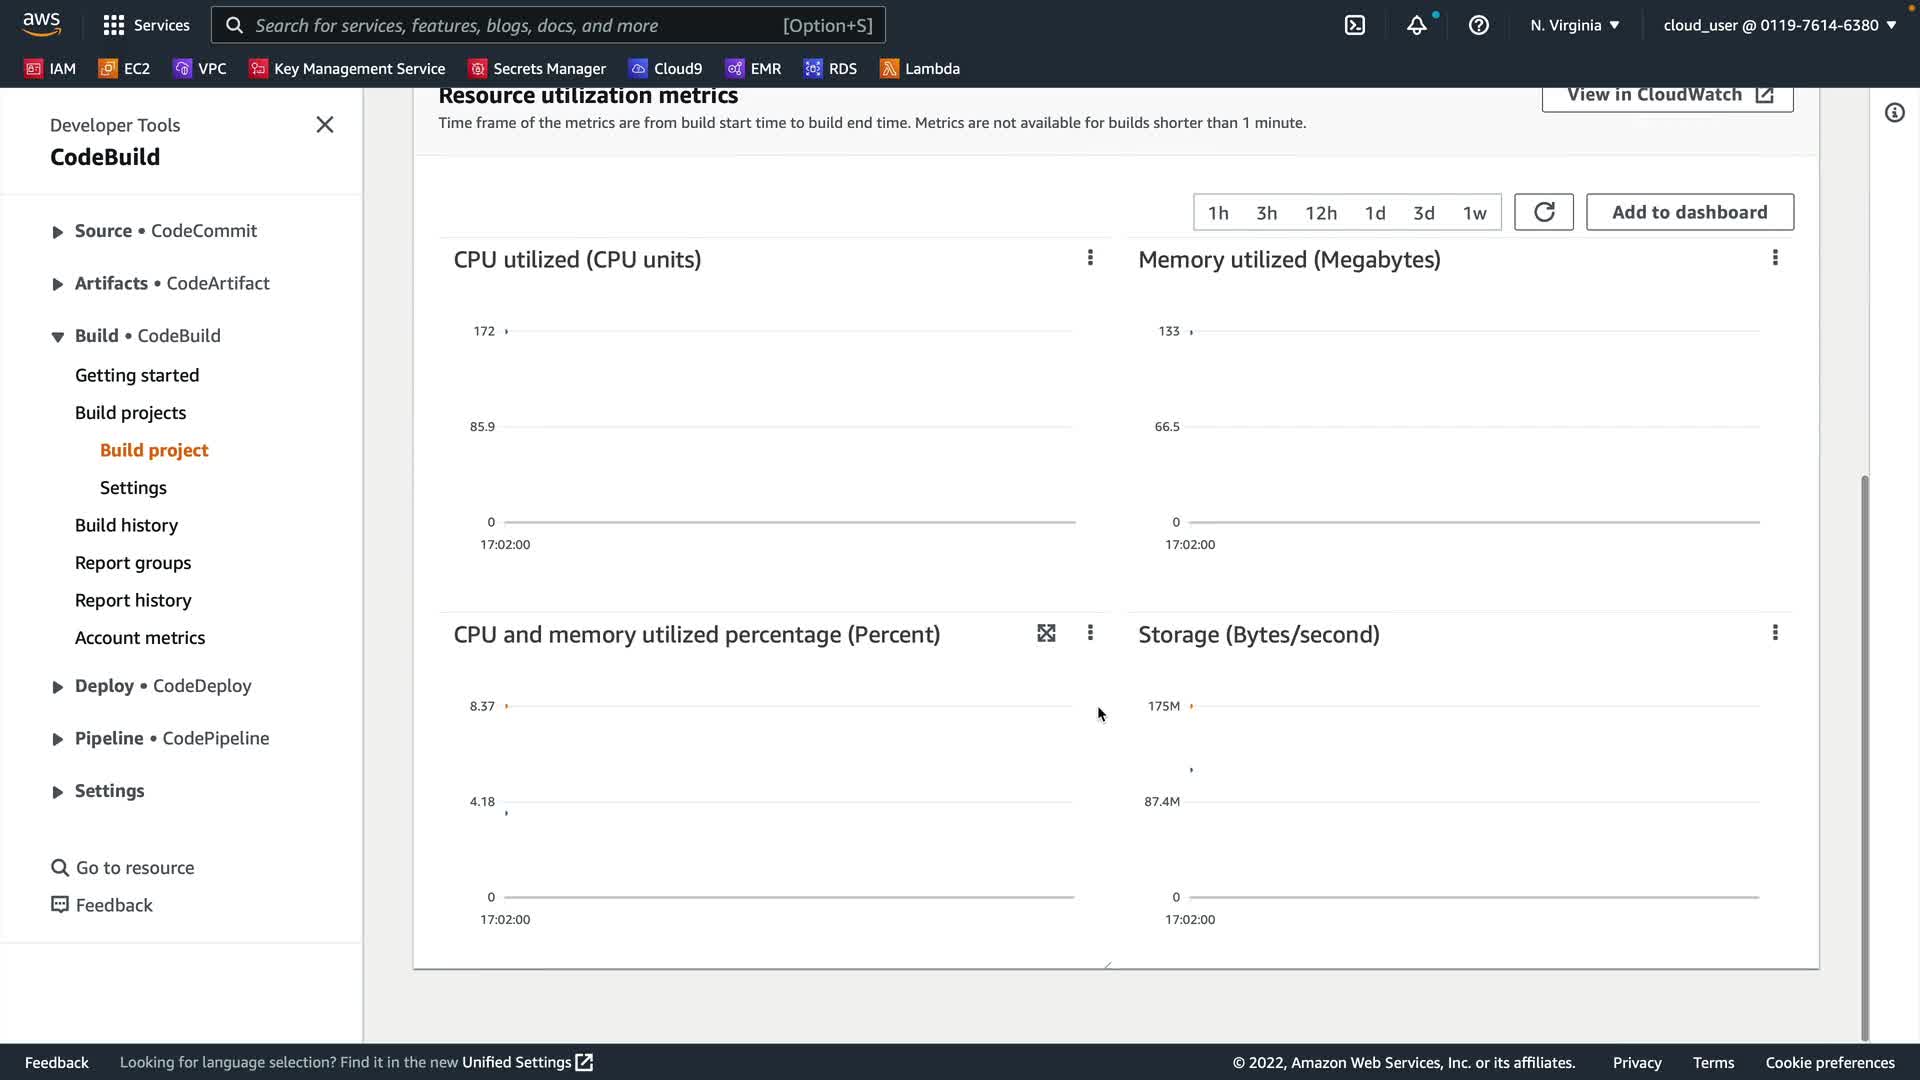 aws
Services
Search for services, features, blogs, docs, and more
[Option+S]
N. Virginia
cloud_user @ 0119-7614-6380
IAM
EC2
VPC
Key Management Service
Secrets Manager
Cloud9
EMR
RDS
Lambda
Developer Tools
CodeBuild
Source • CodeCommit
Artifacts • CodeArtifact
Build • CodeBuild
Getting started
Build projects
Build project
Settings
Build history
Report groups
Report history
Account metrics
Deploy • CodeDeploy
Pipeline • CodePipeline
Settings
Go to resource
Feedback
Resource utilization metrics
View in CloudWatch
Time frame of the metrics are from build start time to build end time. Metrics are not available for builds shorter than 1 minute.
1h 3h 12h 1d 3d 1w
Add to dashboard
CPU utilized (CPU units)
172
85.9
0
17:02:00
Memory utilized (Megabytes)
133
66.5
0
17:02:00
CPU and memory utilized percentage (Percent)
8.37
4.18
0
17:02:00
Storage (Bytes/second)
175M
87.4M
0
17:02:00
Feedback
Looking for language selection? Find it in the new Unified Settings
© 2022, Amazon Web Services, Inc. or its affiliates.
Privacy
Terms
Cookie preferences